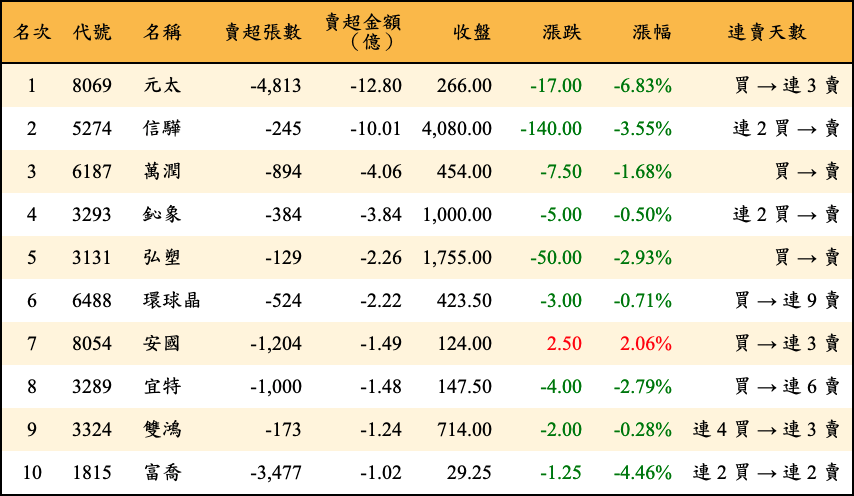 名次 代號 名稱 賣超張數 賣超金額（億） 收盤 漲跌 漲幅 連賣天數
1 8069 元太 -4,813 -12.80 266.00 -17.00 -6.83% 買 → 連 3 賣
2 5274 信驊 -245 -10.01 4,080.00 -140.00 -3.55% 連 2 買 → 賣
3 6187 萬潤 -894 -4.06 454.00 -7.50 -1.68% 買 → 賣
4 3293 鈊象 -384 -3.84 1,000.00 -5.00 -0.50% 連 2 買 → 賣
5 3131 弘塑 -129 -2.26 1,755.00 -50.00 -2.93% 買 → 賣
6 6488 環球晶 -524 -2.22 423.50 -3.00 -0.71% 買 → 連 9 賣
7 8054 安國 -1,204 -1.49 124.00 2.50 2.06% 買 → 連 3 賣
8 3289 宜特 -1,000 -1.48 147.50 -4.00 -2.79% 買 → 連 6 賣
9 3324 雙鴻 -173 -1.24 714.00 -2.00 -0.28% 連 4 買 → 連 3 賣
10 1815 富喬 -3,477 -1.02 29.25 -1.25 -4.46% 連 2 買 → 連 2 賣